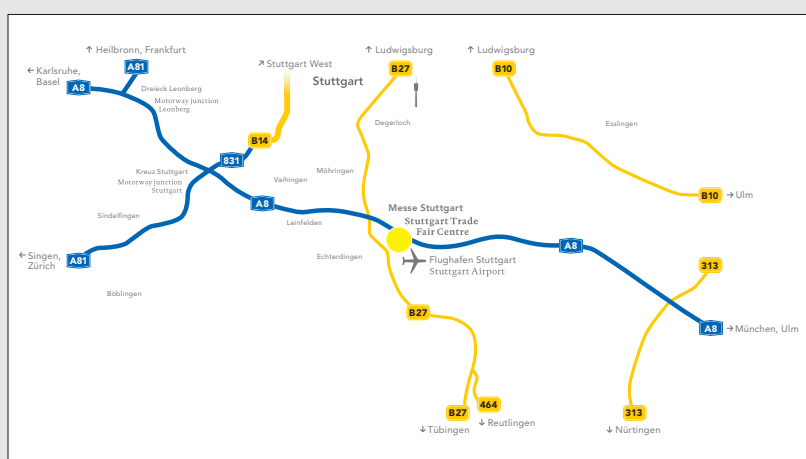 ↑ Heilbronn, Frankfurt
↗ Stuttgart West
↑ Ludwigsburg
↑ Ludwigsburg
← Karlsruhe,
Basel
A8
A81
B27
B10
Stuttgart
Dreieck Leonberg
Motorway junction
Leonberg
Degerloch
Esslingen
B14
831
Kreuz Stuttgart
Motorway junction
Stuttgart
Vaihingen
Möhringen
B10
→ Ulm
A8
Sindelfingen
Leinfelden
Messe Stuttgart
Stuttgart Trade
Fair Centre
← Singen,
Zürich
A81
Echterdingen
Flughafen Stuttgart
Stuttgart Airport
A8
313
Böblingen
B27
A8
→ München, Ulm
B27
464
313
↓ Tübingen
↓ Reutlingen
↓ Nürtingen